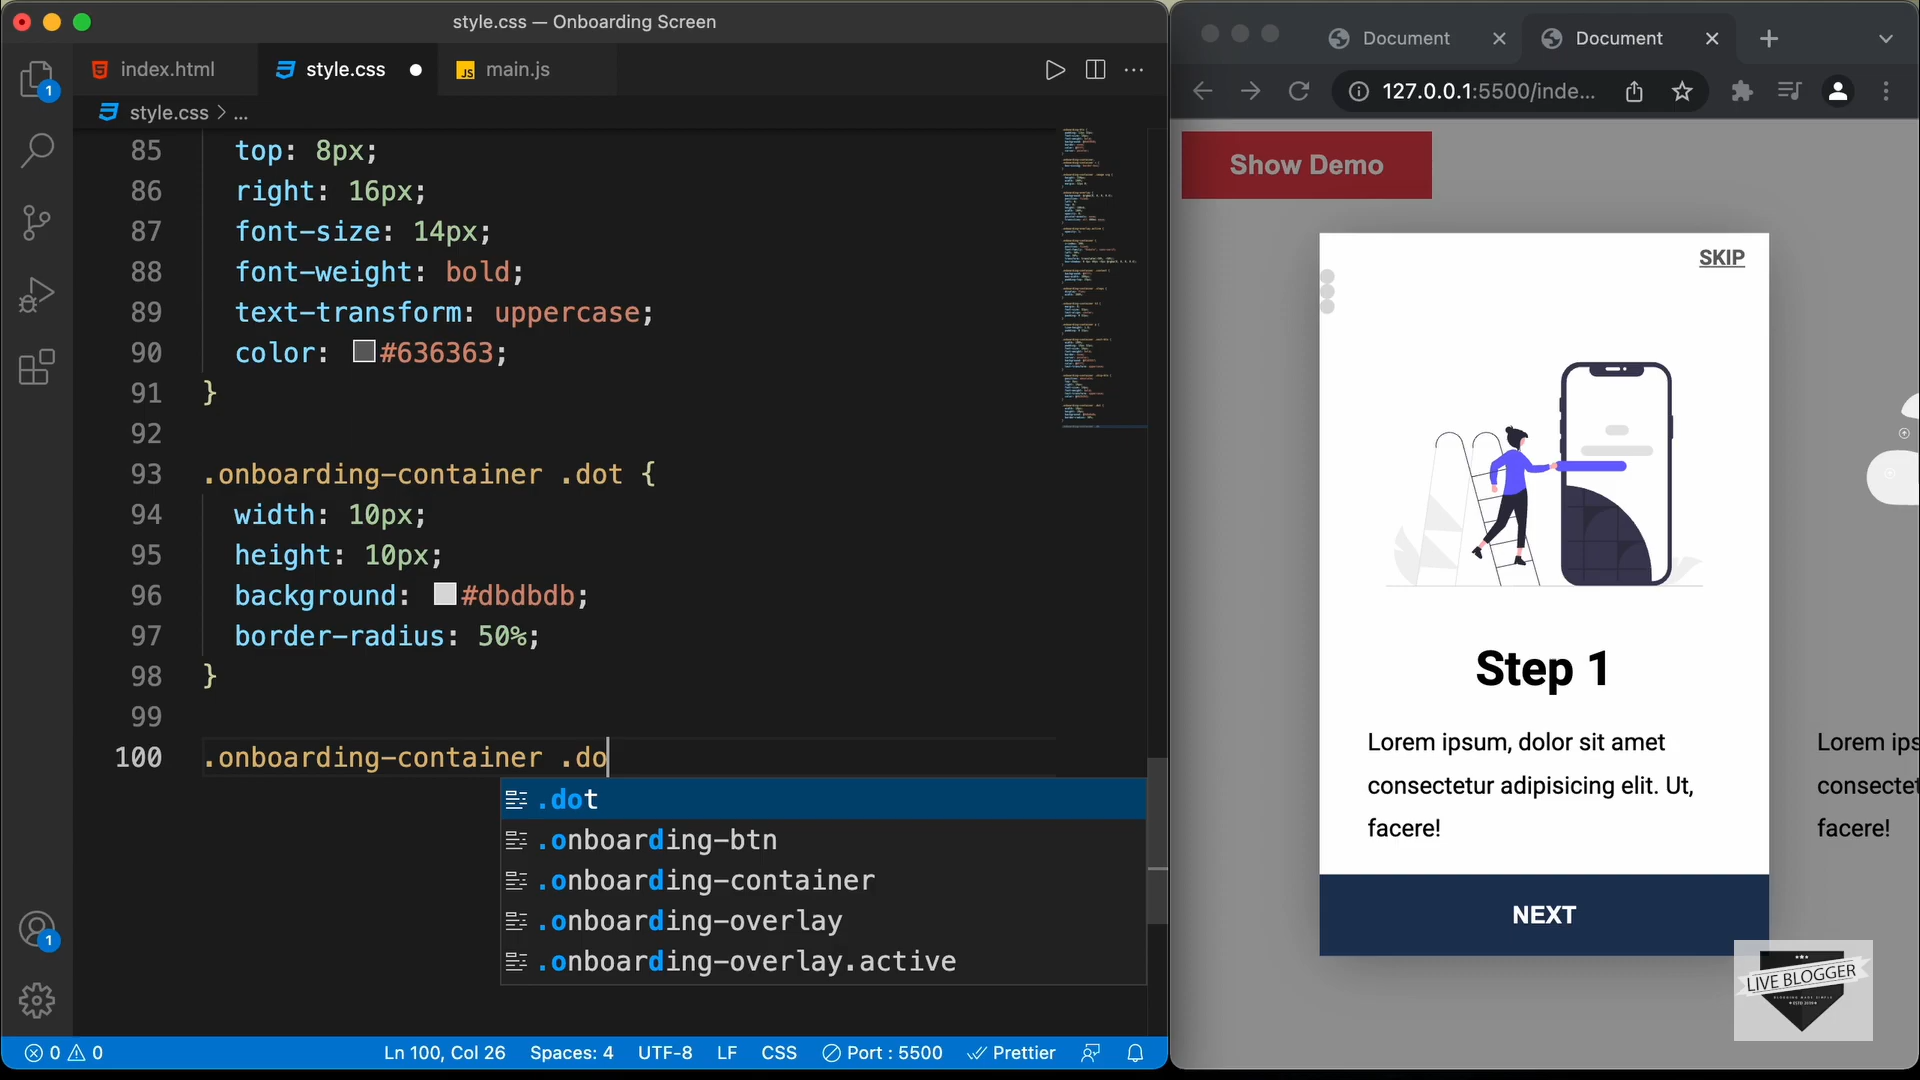 style.css — Onboarding Screen
index.html
style.css
main.js
style.css > ...
85 top: 8px;
86 right: 16px;
87 font-size: 14px;
88 font-weight: bold;
89 text-transform: uppercase;
90 color: #636363;
91 }
92
93 .onboarding-container .dot {
94 width: 10px;
95 height: 10px;
96 background: #dbdbdb;
97 border-radius: 50%;
98 }
99
100 .onboarding-container .do
.dot
.onboarding-btn
.onboarding-container
.onboarding-overlay
.onboarding-overlay.active
1
1
0 0
Ln 100, Col 26
Spaces: 4
UTF-8
LF
CSS
Port : 5500
Prettier
Document
Document
127.0.0.1:5500/inde...
Show Demo
SKIP
Step 1
Lorem ipsum, dolor sit amet
consectetur adipisicing elit. Ut,
facere!
NEXT
Lorem ips
consectet
facere!
LIVE BLOGGER